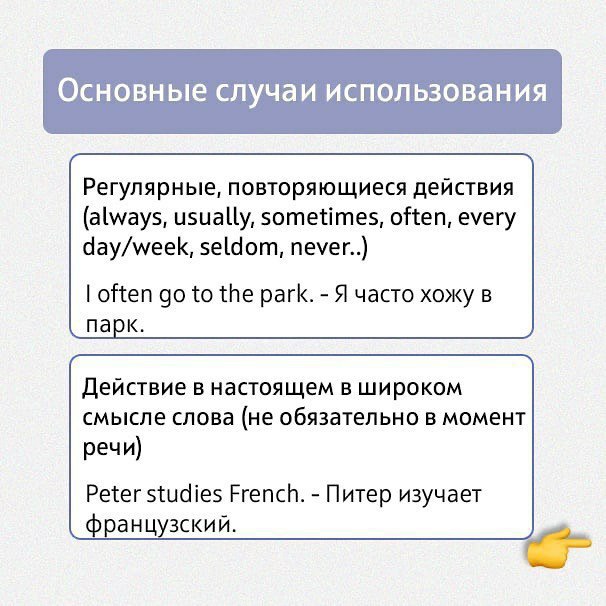 Основные случаи использования
Регулярные, повторяющиеся действия
(always, usually, sometimes, often, every
day/week, seldom, never..)
I often go to the park. - Я часто хожу в
парк.
Действие в настоящем в широком
смысле слова (не обязательно в момент
речи)
Peter studies French. - Питер изучает
французский.